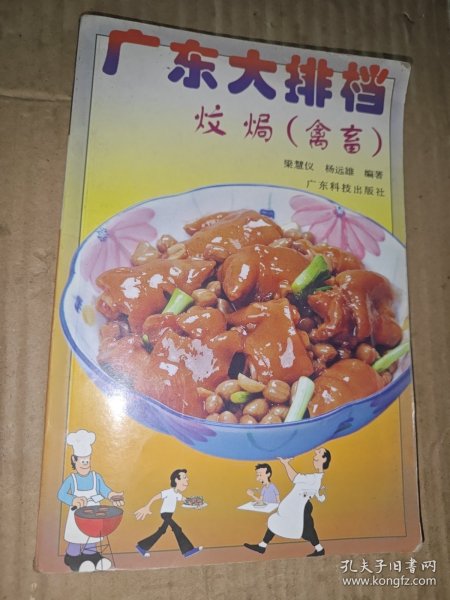 广东大排档
炆焗(禽畜)
梁慧仪 杨远雄 编著
广东科技出版社
孔夫子旧书网
www.kongfz.com